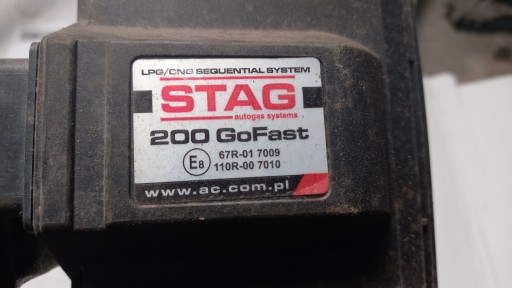 LPG/CNG SEQUENTIAL SYSTEM
STAG
autogas systems
200 GoFast
E8 67R-01 7009
110R-00 7010
www.ac.com.pl